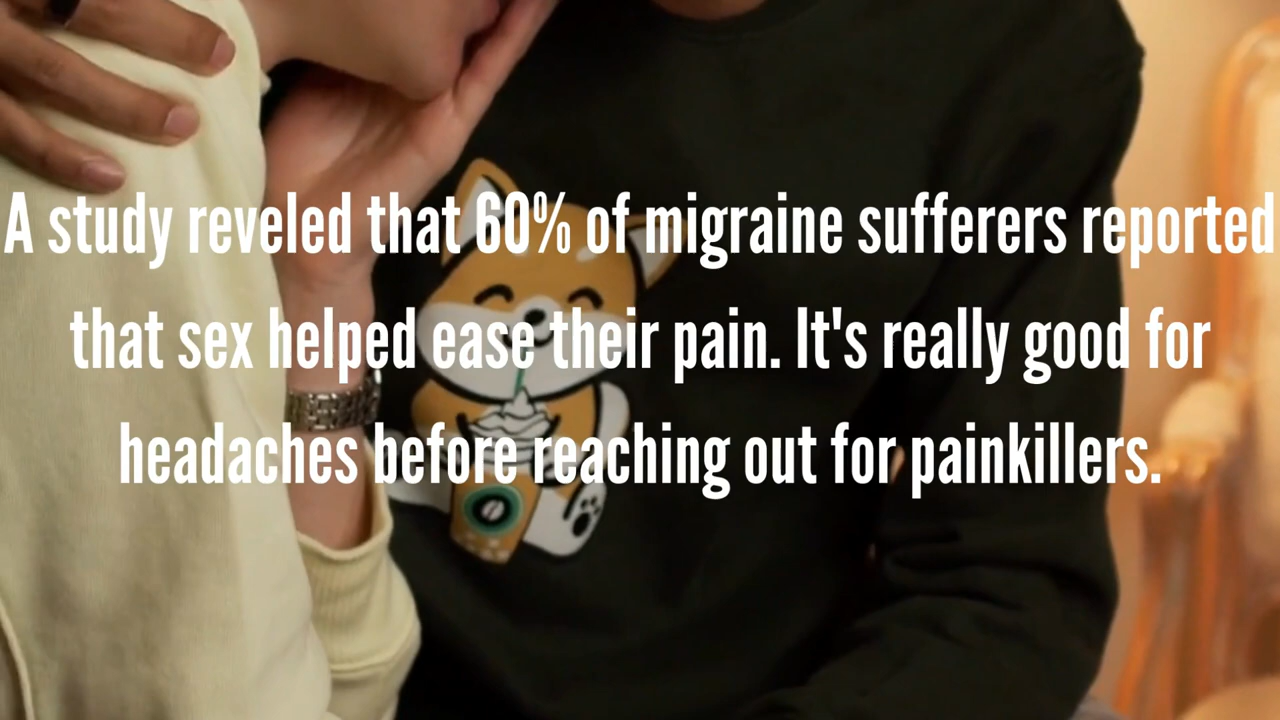 A study reveled that 60% of migraine sufferers reported
that sex helped ease their pain. It's really good for
headaches before reaching out for painkillers.